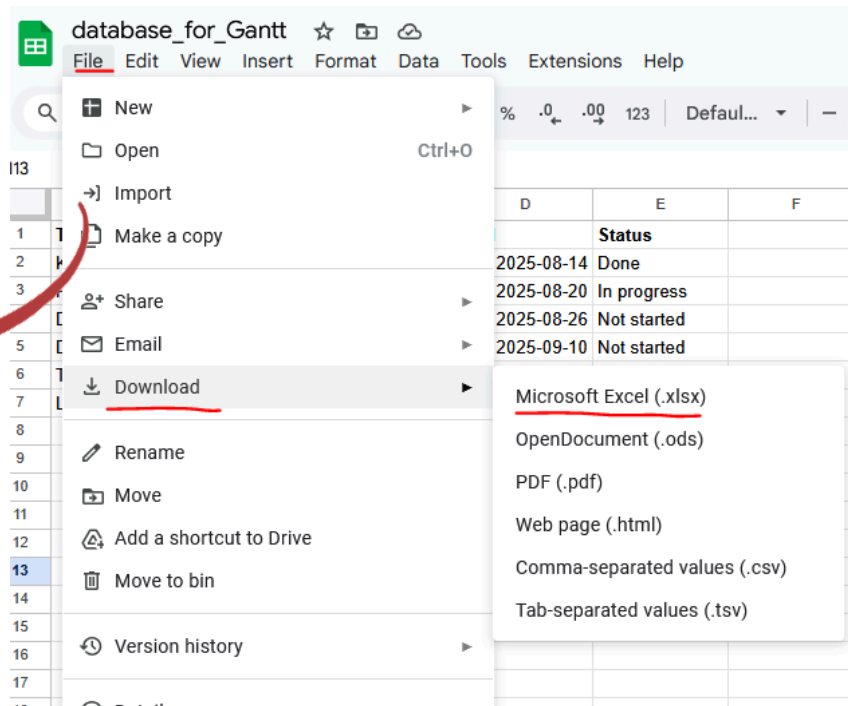 database_for_Gantt
File Edit View Insert Format Data Tools Extensions Help
New
% .0 .00 123 Defaul...
Open Ctrl+O
Import
I13
D E F
Make a copy
1 T Status
2 K 2025-08-14 Done
3 2025-08-20 In progress
Share
D 2025-08-26 Not started
Email
5 D 2025-09-10 Not started
6 T
Download
7 L
Microsoft Excel (.xlsx)
8
OpenDocument (.ods)
9
Rename
PDF (.pdf)
10
Move
11
Web page (.html)
12
Add a shortcut to Drive
13
Comma-separated values (.csv)
Move to bin
14
Tab-separated values (.tsv)
15
Version history
16
17